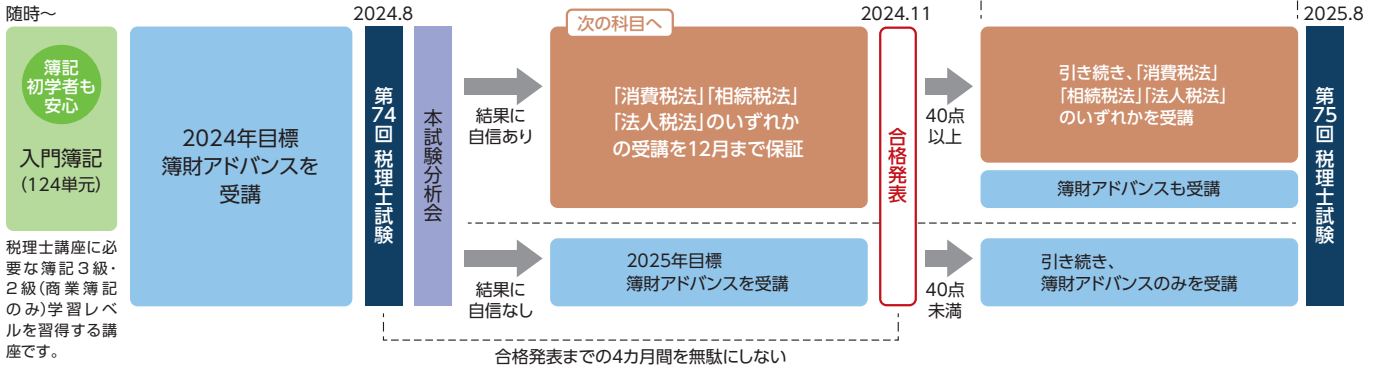 随時～
簿記
初学者も
安心
入門簿記
(124単元)
税理士講座に必
要な簿記3級・
2級(商業簿記
のみ)学習レベ
ルを習得する講
座です。
2024年目標
簿財アドバンスを
受講
2024.8
第74回 税理士試験
本試験分析会
結果に
自信あり
次の科目へ
「消費税法」「相続税法」
「法人税法」のいずれか
の受講を12月まで保証
結果に
自信なし
2025年目標
簿財アドバンスを受講
2024.11
合格発表
40点
以上
引き続き、「消費税法」
「相続税法」「法人税法」
のいずれかを受講
簿財アドバンスも受講
40点
未満
引き続き、
簿財アドバンスのみを受講
2025.8
第75回 税理士試験
合格発表までの4カ月間を無駄にしない